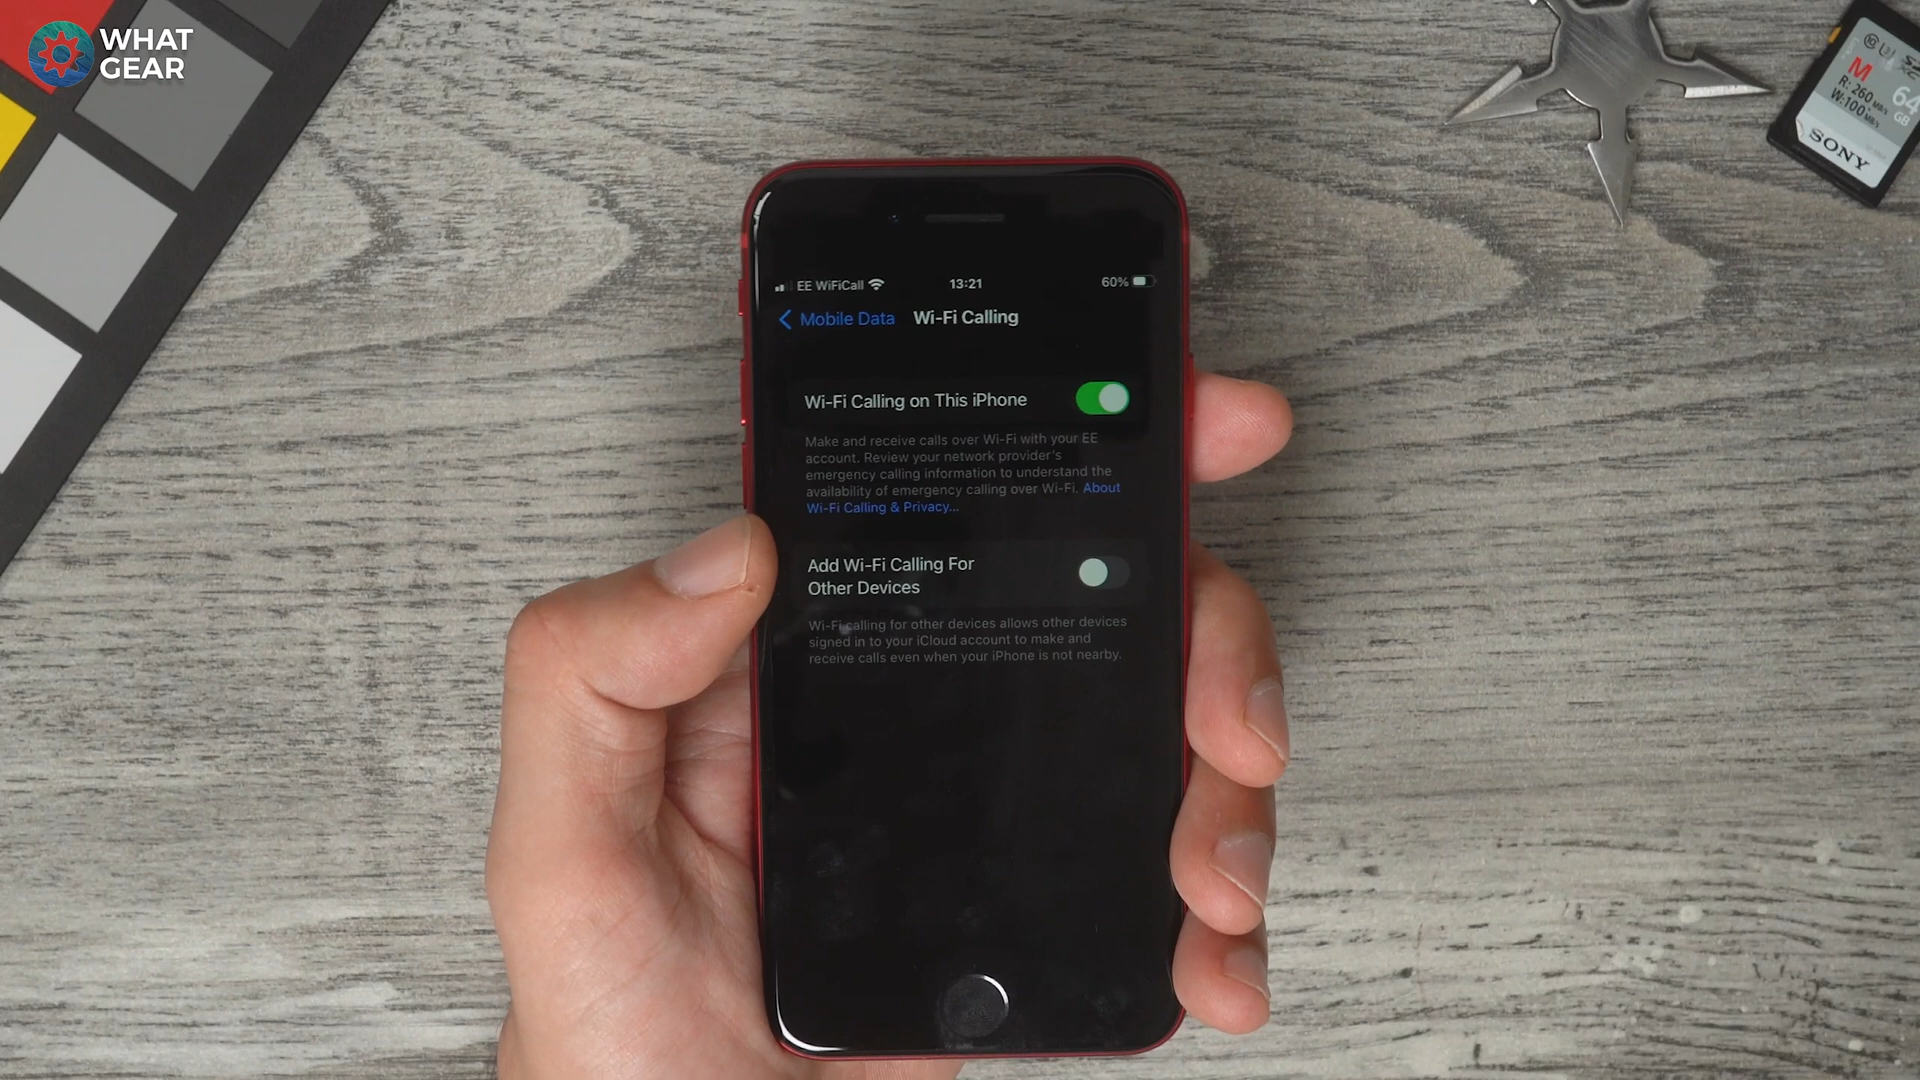 WHAT
GEAR
M
R: 260 MB/s
W:100 MB/s
64
GB
SONY
EE WiFiCall
13:21
60%
Mobile Data
Wi-Fi Calling
Wi-Fi Calling on This iPhone
Make and receive calls over Wi-Fi with your EE
account. Review your network provider's
emergency calling information to understand the
availability of emergency calling over Wi-Fi. About
Wi-Fi Calling & Privacy...
Add Wi-Fi Calling For
Other Devices
Wi-Fi calling for other devices allows other devices
signed in to your iCloud account to make and
receive calls even when your iPhone is not nearby.